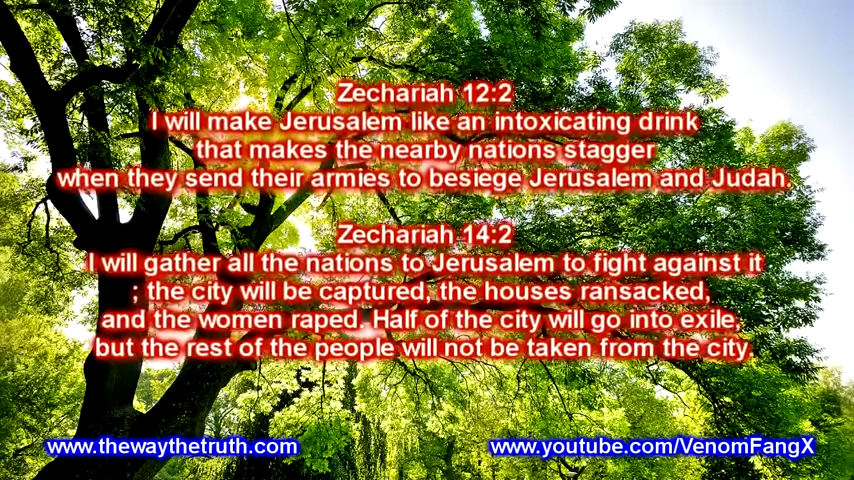 Zechariah 12:2
I will make Jerusalem like an intoxicating drink
that makes the nearby nations stagger
when they send their armies to besiege Jerusalem and Judah.
Zechariah 14:2
I will gather all the nations to Jerusalem to fight against it
; the city will be captured, the houses ransacked,
and the women raped. Half of the city will go into exile,
but the rest of the people will not be taken from the city.
www.thewaythetruth.com
www.youtube.com/VenomFangX